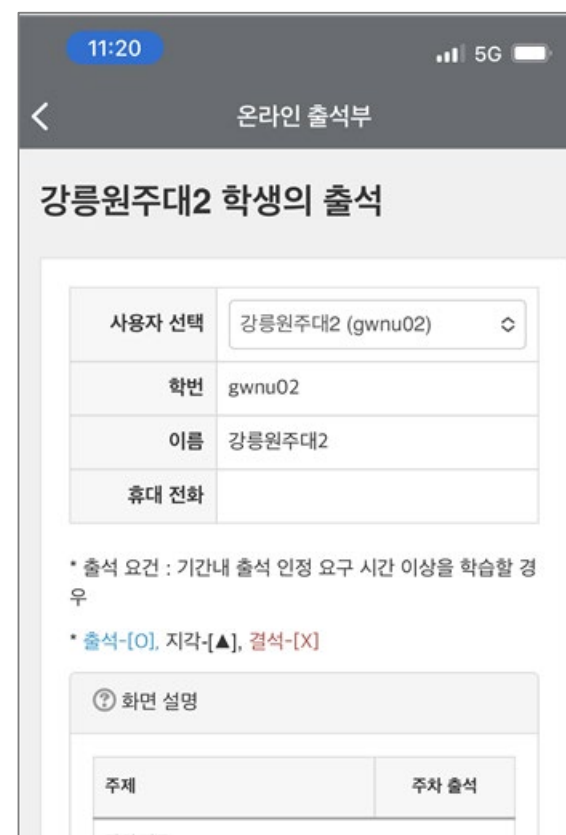 11:20
5G
온라인 출석부
강릉원주대2 학생의 출석
사용자 선택 강릉원주대2 (gwnu02)
학번 gwnu02
이름 강릉원주대2
휴대 전화
* 출석 요건 : 기간내 출석 인정 요구 시간 이상을 학습할 경
우
* 출석-[O], 지각-[▲], 결석-[X]
? 화면 설명
주제 주차 출석